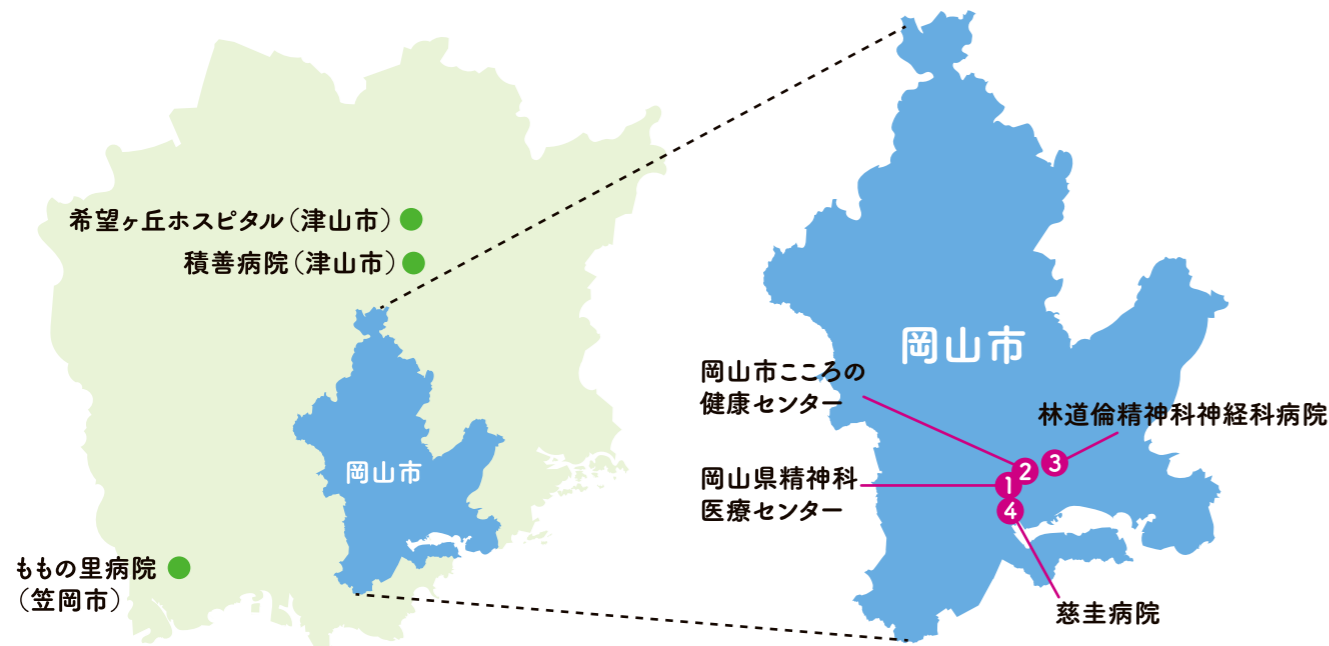 希望ヶ丘ホスピタル（津山市）
積善病院（津山市）
岡山市
ももの里病院
（笠岡市）
岡山市
岡山市こころの
健康センター
林道倫精神科神経科病院
3
2
岡山県精神科
医療センター
1
4
慈圭病院